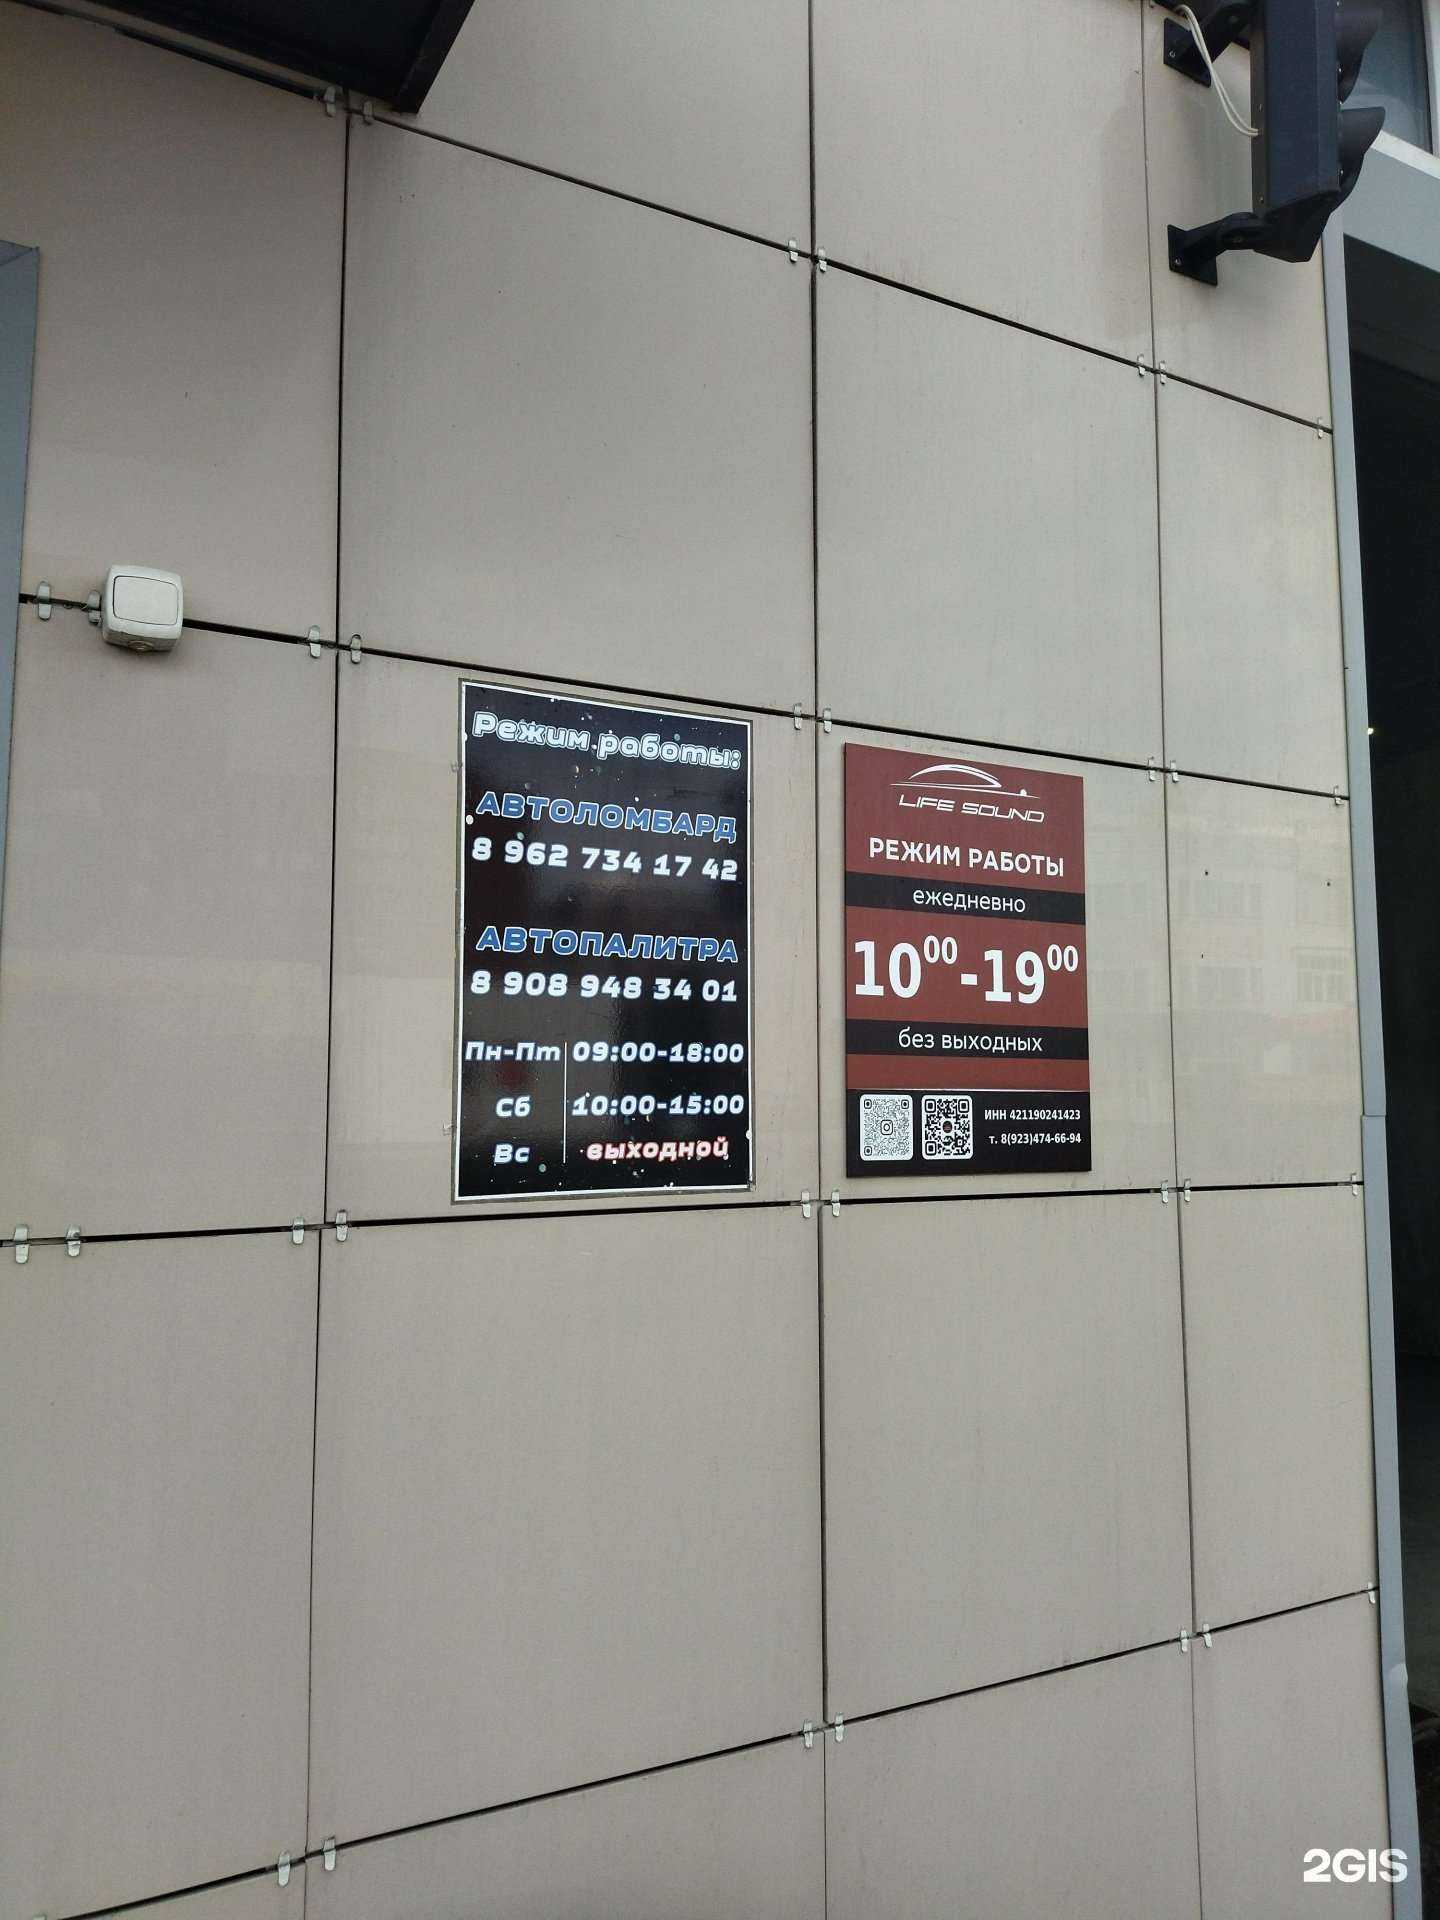 Режим работы:
АВТОЛОМБАРД
8 962 734 17 42
АВТОПАЛИТРА
8 908 948 34 01
Пн-Пт 09:00-18:00
Сб 10:00-15:00
Вс выходной
LIFE SOUND
РЕЖИМ РАБОТЫ
ежедневно
10⁰⁰-19⁰⁰
без выходных
ИНН 421190241423
т. 8(923)474-66-94
2GIS